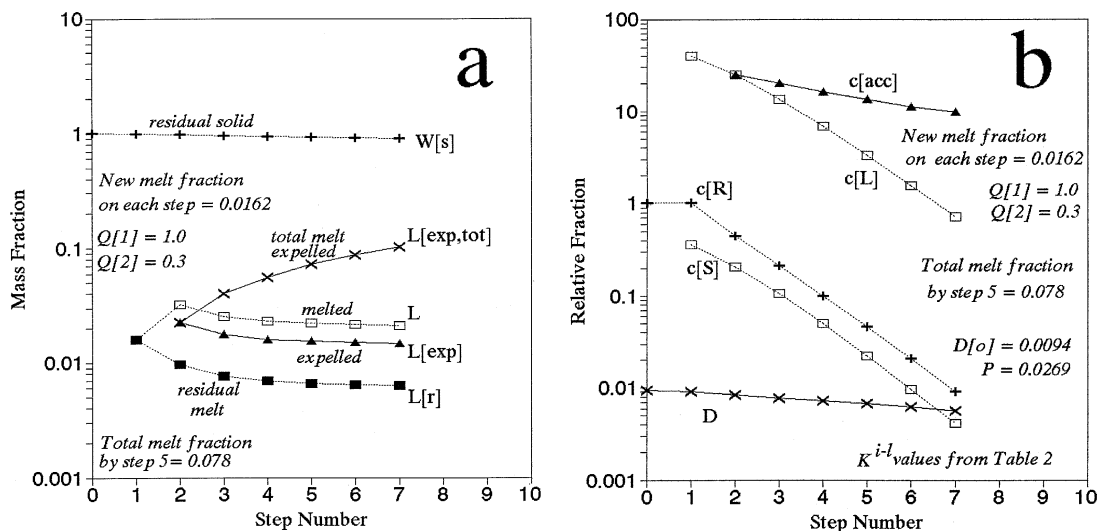 a
10
1
0.1
0.01
0.001
Mass Fraction
residual solid
W[s]
New melt fraction
on each step = 0.0162
Q[1] = 1.0
Q[2] = 0.3
total melt
expelled
L[exp,tot]
melted
L
expelled
L[exp]
residual
melt
L[r]
Total melt fraction
by step 5= 0.078
0 1 2 3 4 5 6 7 8 9 10
Step Number
b
100
10
1
0.1
0.01
0.001
Relative Fraction
c[acc]
New melt fraction
on each step = 0.0162
c[L]
Q[1] = 1.0
Q[2] = 0.3
c[R]
c[S]
Total melt fraction
by step 5 = 0.078
D[o] = 0.0094
P = 0.0269
D
K i-l values from Table 2
0 1 2 3 4 5 6 7 8 9 10
Step Number